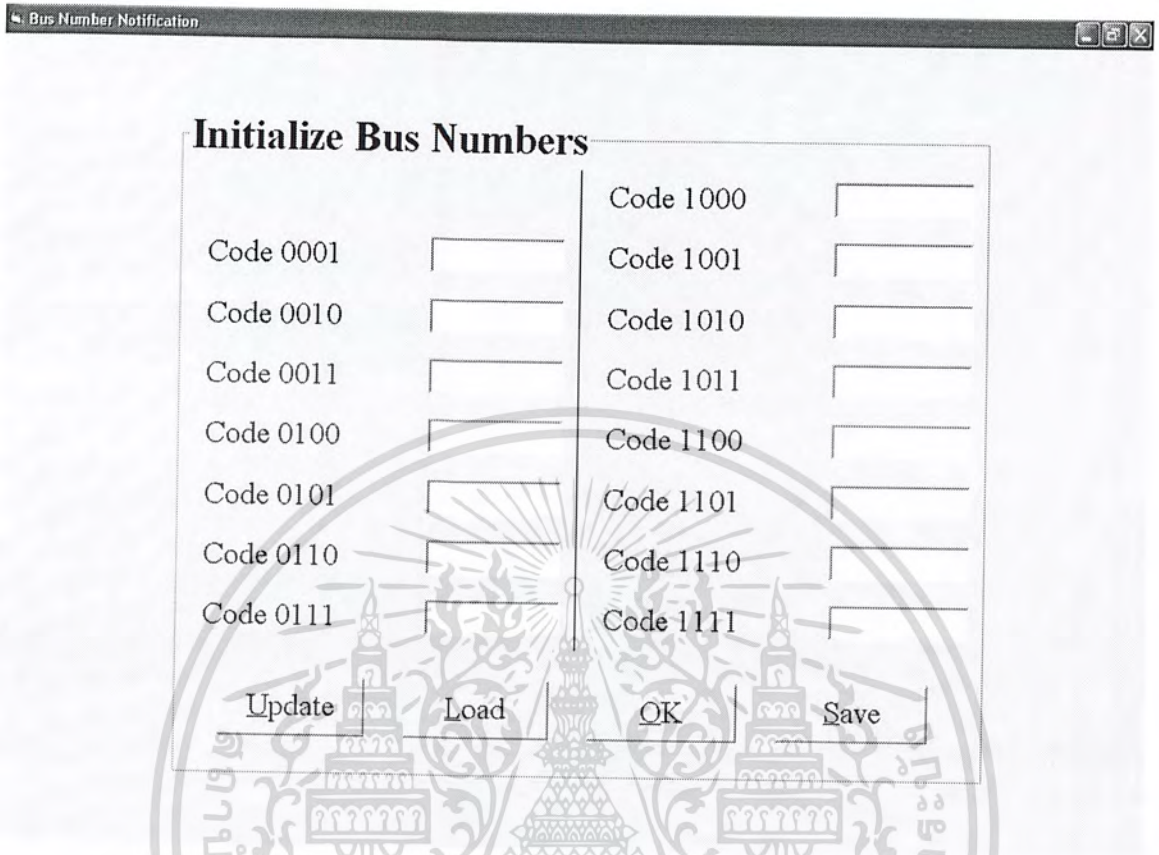 Bus Number Notification
Initialize Bus Numbers
Code 0001
Code 0010
Code 0011
Code 0100
Code 0101
Code 0110
Code 0111
Code 1000
Code 1001
Code 1010
Code 1011
Code 1100
Code 1101
Code 1110
Code 1111
Update
Load
OK
Save